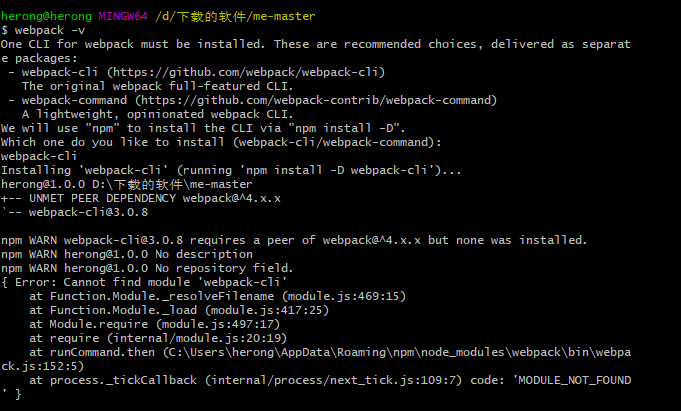 herong@herong MINGW64 /d/下载的软件/me-master
$ webpack -v
One CLI for webpack must be installed. These are recommended choices, delivered as separat
e packages:
 - webpack-cli (https://github.com/webpack/webpack-cli)
   The original webpack full-featured CLI.
 - webpack-command (https://github.com/webpack-contrib/webpack-command)
   A lightweight, opinionated webpack CLI.
We will use "npm" to install the CLI via "npm install -D".
Which one do you like to install (webpack-cli/webpack-command):
webpack-cli
Installing 'webpack-cli' (running 'npm install -D webpack-cli')...
herong@1.0.0 D:\下载的软件\me-master
+-- UNMET PEER DEPENDENCY webpack@^4.x.x
`-- webpack-cli@3.0.8

npm WARN webpack-cli@3.0.8 requires a peer of webpack@^4.x.x but none was installed.
npm WARN herong@1.0.0 No description
npm WARN herong@1.0.0 No repository field.
{ Error: Cannot find module 'webpack-cli'
    at Function.Module._resolveFilename (module.js:469:15)
    at Function.Module._load (module.js:417:25)
    at Module.require (module.js:497:17)
    at require (internal/module.js:20:19)
    at runCommand.then (C:\Users\herong\AppData\Roaming\npm\node_modules\webpack\bin\webpa
ck.js:152:5)
    at process._tickCallback (internal/process/next_tick.js:109:7) code: 'MODULE_NOT_FOUND
' }